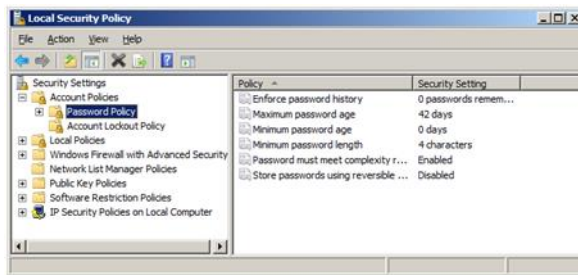 Local Security Policy
File Action View Help
Security Settings
Account Policies
Password Policy
Account Lockout Policy
Local Policies
Windows Firewall with Advanced Security
Network List Manager Policies
Public Key Policies
Software Restriction Policies
IP Security Policies on Local Computer
Policy Security Setting
Enforce password history 0 passwords remem...
Maximum password age 42 days
Minimum password age 0 days
Minimum password length 4 characters
Password must meet complexity r... Enabled
Store passwords using reversible ... Disabled